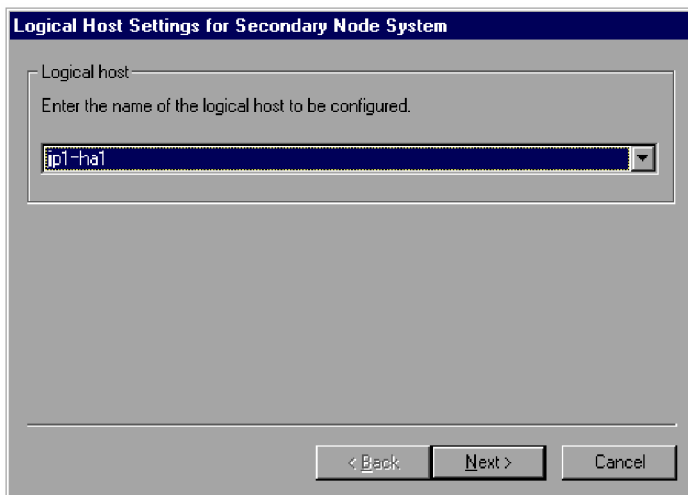 Logical Host Settings for Secondary Node System
Logical host
Enter the name of the logical host to be configured.
jp1-ha1
< Back
Next >
Cancel